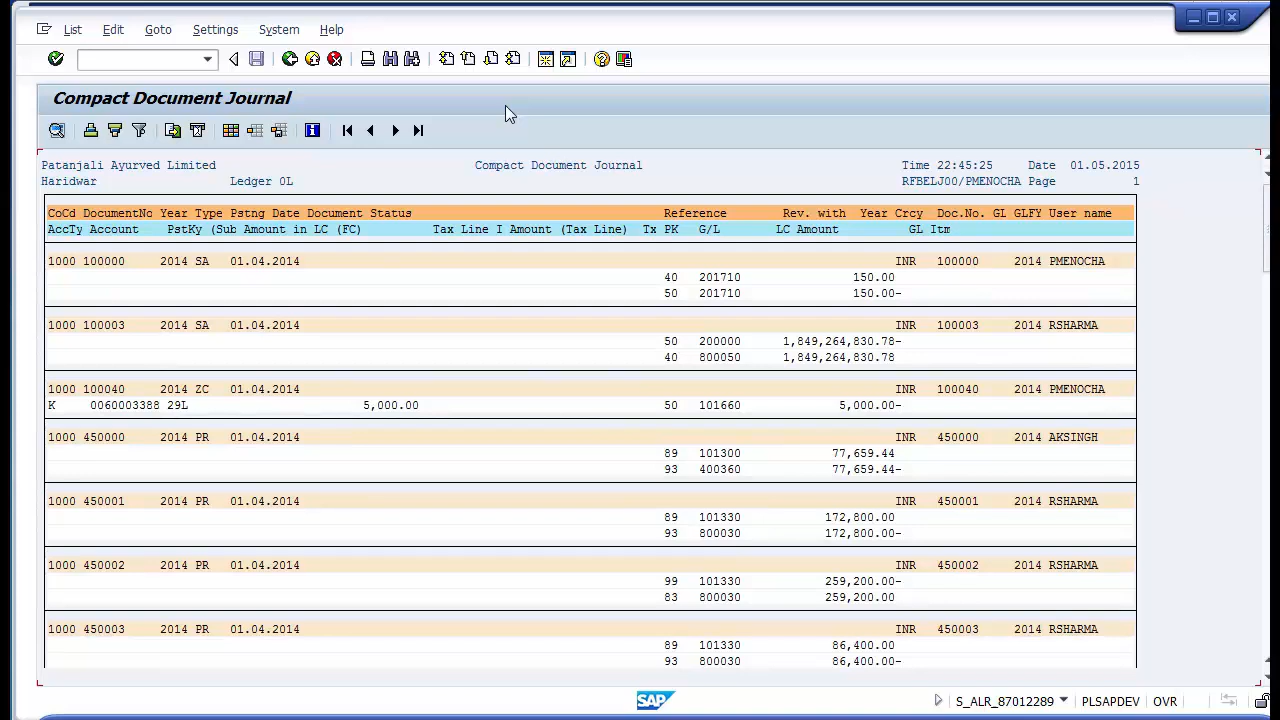 List Edit Goto Settings System Help
Compact Document Journal
Patanjali Ayurved Limited Compact Document Journal Time 22:45:25 Date 01.05.2015
Haridwar Ledger 0L RFBELJ00/PMENOCHA Page 1
CoCd DocumentNo Year Type Pstng Date Document Status Reference Rev. with Year Crcy Doc.No. GL GLFY User name
AccTy Account PstKy (Sub Amount in LC (FC) Tax Line I Amount (Tax Line) Tx PK G/L LC Amount GL Itm
1000 100000 2014 SA 01.04.2014 INR 100000 2014 PMENOCHA
40 201710 150.00
50 201710 150.00-
1000 100003 2014 SA 01.04.2014 INR 100003 2014 RSHARMA
50 200000 1,849,264,830.78-
40 800050 1,849,264,830.78
1000 100040 2014 ZC 01.04.2014 INR 100040 2014 PMENOCHA
K 0060003388 29L 5,000.00 50 101660 5,000.00-
1000 450000 2014 PR 01.04.2014 INR 450000 2014 AKSINGH
89 101300 77,659.44
93 400360 77,659.44-
1000 450001 2014 PR 01.04.2014 INR 450001 2014 RSHARMA
89 101330 172,800.00
93 800030 172,800.00-
1000 450002 2014 PR 01.04.2014 INR 450002 2014 RSHARMA
99 101330 259,200.00-
83 800030 259,200.00
1000 450003 2014 PR 01.04.2014 INR 450003 2014 RSHARMA
89 101330 86,400.00
93 800030 86,400.00-
SAP S_ALR_87012289 PLSAPDEV OVR